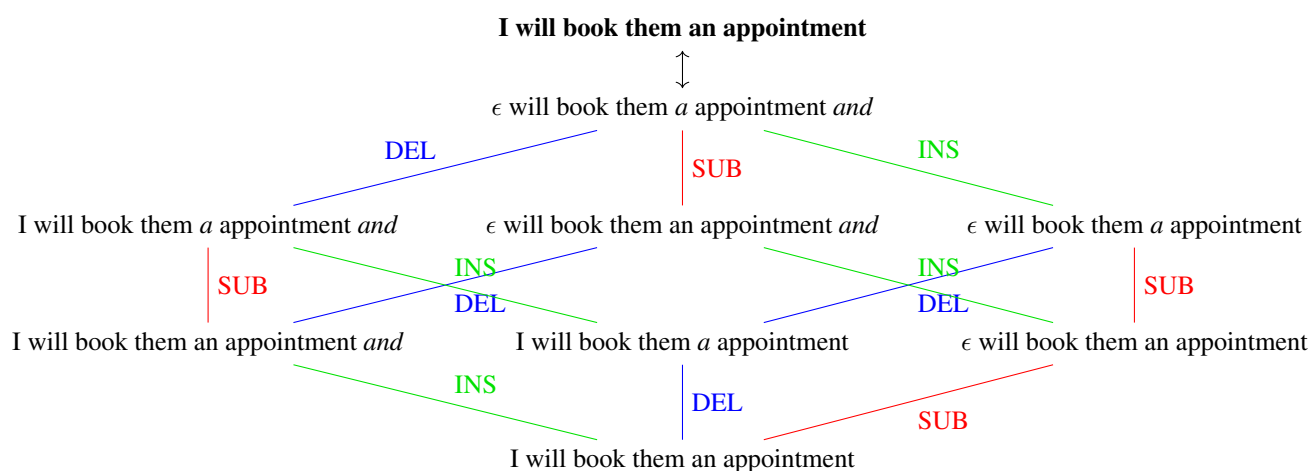 I will book them an appointment
ϵ will book them a appointment and
DEL
SUB
INS
I will book them a appointment and
ϵ will book them an appointment and
ϵ will book them a appointment
SUB
INS
DEL
INS
DEL
SUB
I will book them an appointment and
I will book them a appointment
ϵ will book them an appointment
INS
DEL
SUB
I will book them an appointment